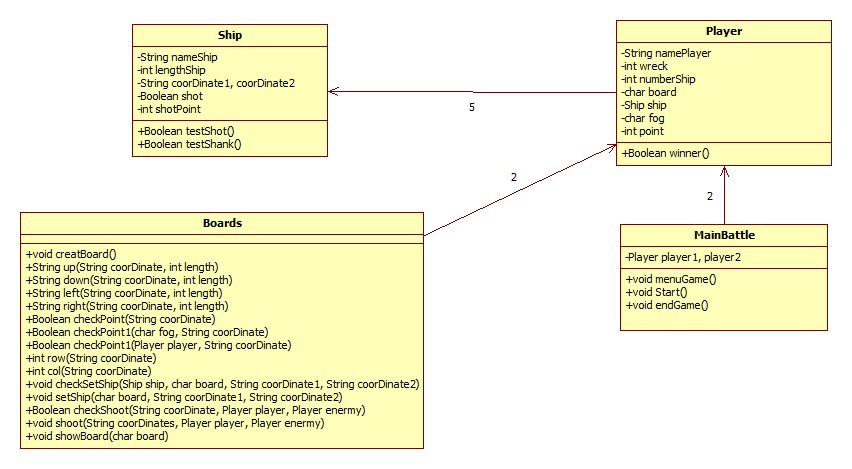 Ship
-String nameShip
-int lengthShip
-String coorDinate1, coorDinate2
-Boolean shot
-int shotPoint
+Boolean testShot()
+Boolean testShank()
5
Player
-String namePlayer
-int wreck
-int numberShip
-char board
-Ship ship
-char fog
-int point
+Boolean winner()
2
2
Boards
+void creatBoard()
+String up(String coorDinate, int length)
+String down(String coorDinate, int length)
+String left(String coorDinate, int length)
+String right(String coorDinate, int length)
+Boolean checkPoint(String coorDinate)
+Boolean checkPoint1(char fog, String coorDinate)
+Boolean checkPoint1(Player player, String coorDinate)
+int row(String coorDinate)
+int col(String coorDinate)
+void checkSetShip(Ship ship, char board, String coorDinate1, String coorDinate2)
+void setShip(char board, String coorDinate1, String coorDinate2)
+Boolean checkShoot(String coorDinate, Player player, Player enermy)
+void shoot(String coorDinates, Player player, Player enermy)
+void showBoard(char board)
MainBattle
-Player player1, player2
+void menuGame()
+void Start()
+void endGame()